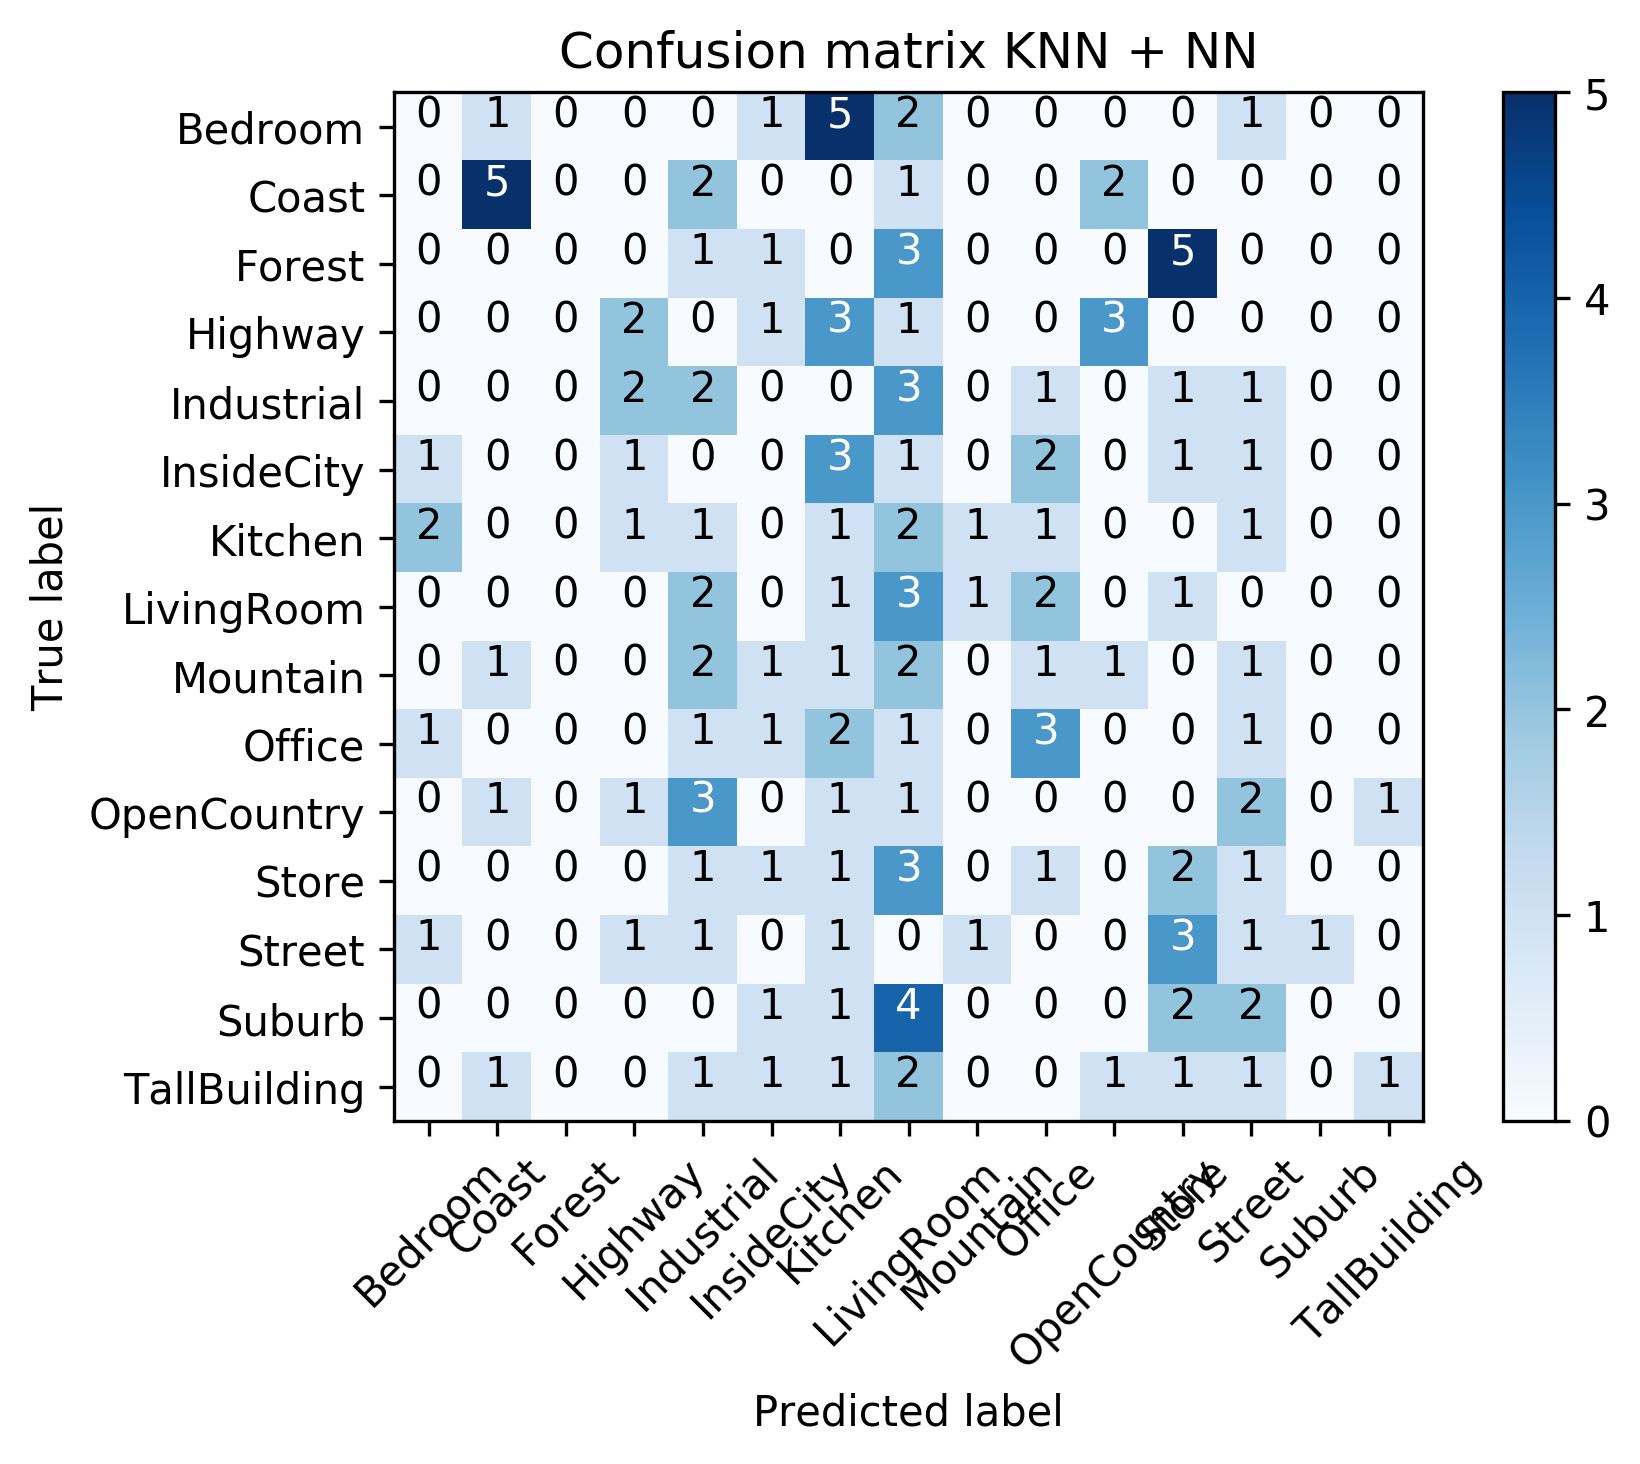 Confusion matrix KNN + NN
True label
Bedroom 0 1 0 0 0 1 5 2 0 0 0 0 1 0 0
Coast 0 5 0 0 2 0 0 1 0 0 2 0 0 0 0
Forest 0 0 0 0 1 1 0 3 0 0 0 5 0 0 0
Highway 0 0 0 2 0 1 3 1 0 0 3 0 0 0 0
Industrial 0 0 0 2 2 0 0 3 0 1 0 1 1 0 0
InsideCity 1 0 0 1 0 0 3 1 0 2 0 1 1 0 0
Kitchen 2 0 0 1 1 0 1 2 1 1 0 0 1 0 0
LivingRoom 0 0 0 0 2 0 1 3 1 2 0 1 0 0 0
Mountain 0 1 0 0 2 1 1 2 0 1 1 0 1 0 0
Office 1 0 0 0 1 1 2 1 0 3 0 0 1 0 0
OpenCountry 0 1 0 1 3 0 1 1 0 0 0 0 2 0 1
Store 0 0 0 0 1 1 1 3 0 1 0 2 1 0 0
Street 1 0 0 1 1 0 1 0 1 0 0 3 1 1 0
Suburb 0 0 0 0 0 1 1 4 0 0 0 2 2 0 0
TallBuilding 0 1 0 0 1 1 1 2 0 0 1 1 1 0 1
Bedroom
Coast
Forest
Highway
Industrial
InsideCity
Kitchen
LivingRoom
Mountain
Office
OpenCountry
Store
Street
Suburb
TallBuilding
Predicted label
5
4
3
2
1
0